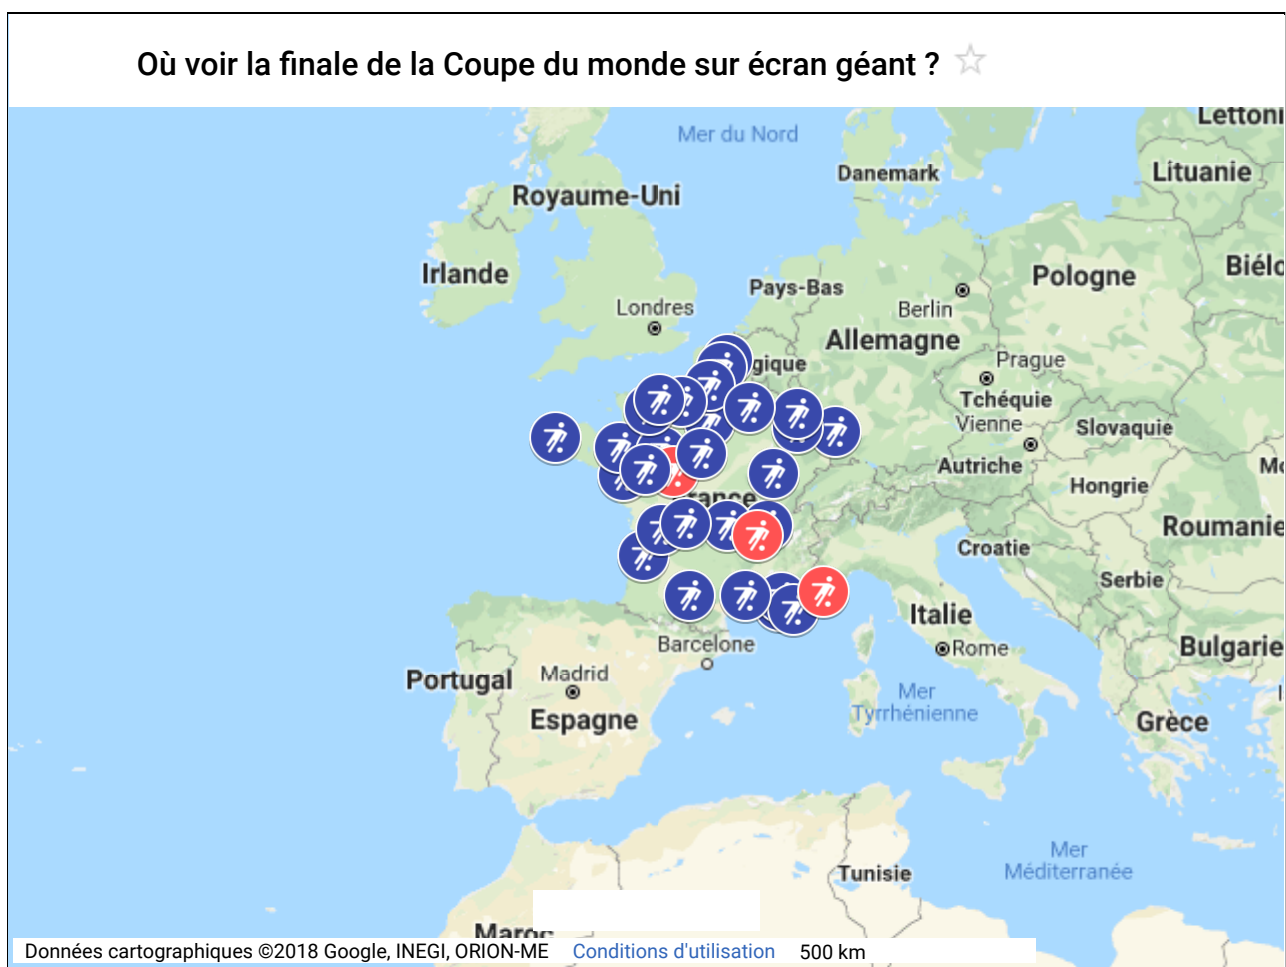 Où voir la finale de la Coupe du monde sur écran géant ?
Lettoni
Mer du Nord
Danemark
Lituanie
Royaume-Uni
Irlande
Biélo
Pologne
Pays-Bas
Londres
Berlin
Allemagne
gique
Prague
Tchéquie
Vienne
Slovaquie
Autriche
Mo
Hongrie
rance
Roumanie
Croatie
Serbie
Italie
Barcelone
Rome
Bulgarie
Portugal
Madrid
Mer
Tyrrhénienne
Espagne
Grèce
Mer
Méditerranée
Tunisie
Maroc
Données cartographiques ©2018 Google, INEGI, ORION-ME Conditions d'utilisation 500 km